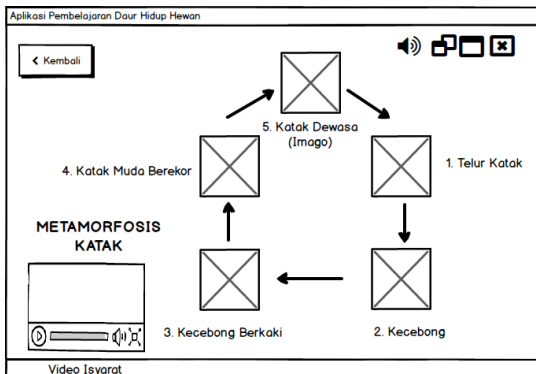 Aplikasi Pembelajaran Daur Hidup Hewan
< Kembali
5. Katak Dewasa
(Imago)
4. Katak Muda Berekor
1. Telur Katak
METAMORFOSIS
KATAK
3. Kecebong Berkaki
2. Kecebong
Video Isyarat